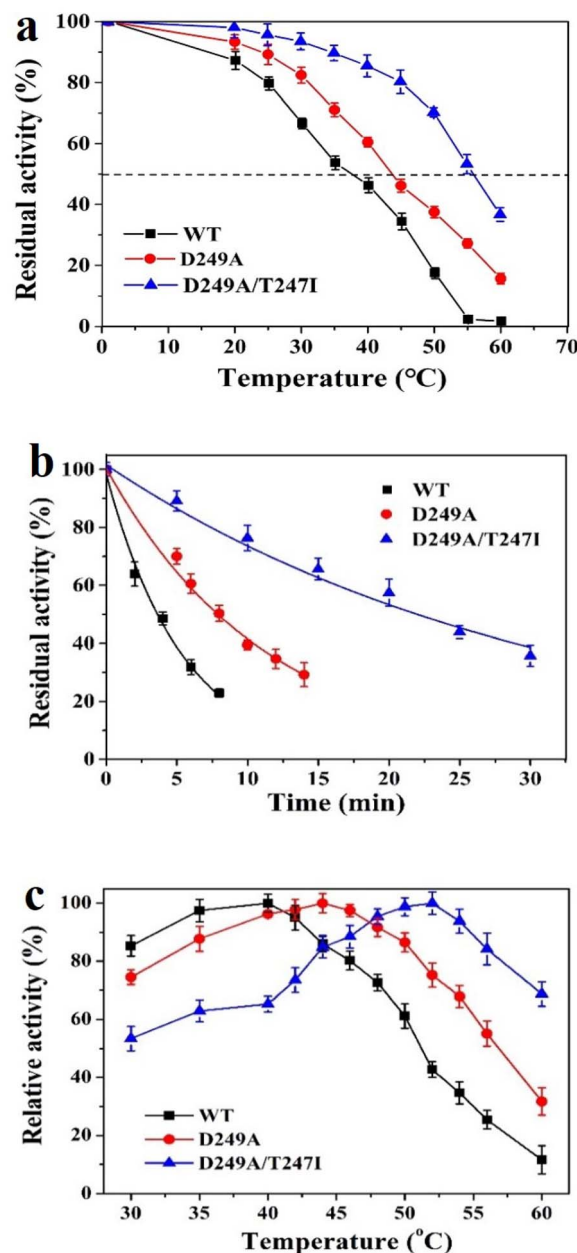 a
Residual activity (%)
100
80
60
40
20
0
WT
D249A
D249A/T247I
0 10 20 30 40 50 60 70
Temperature (°C)
b
Residual activity (%)
100
80
60
40
20
0
WT
D249A
D249A/T247I
0 5 10 15 20 25 30
Time (min)
c
Relative activity (%)
100
80
60
40
20
0
WT
D249A
D249A/T247I
30 35 40 45 50 55 60
Temperature (°C)